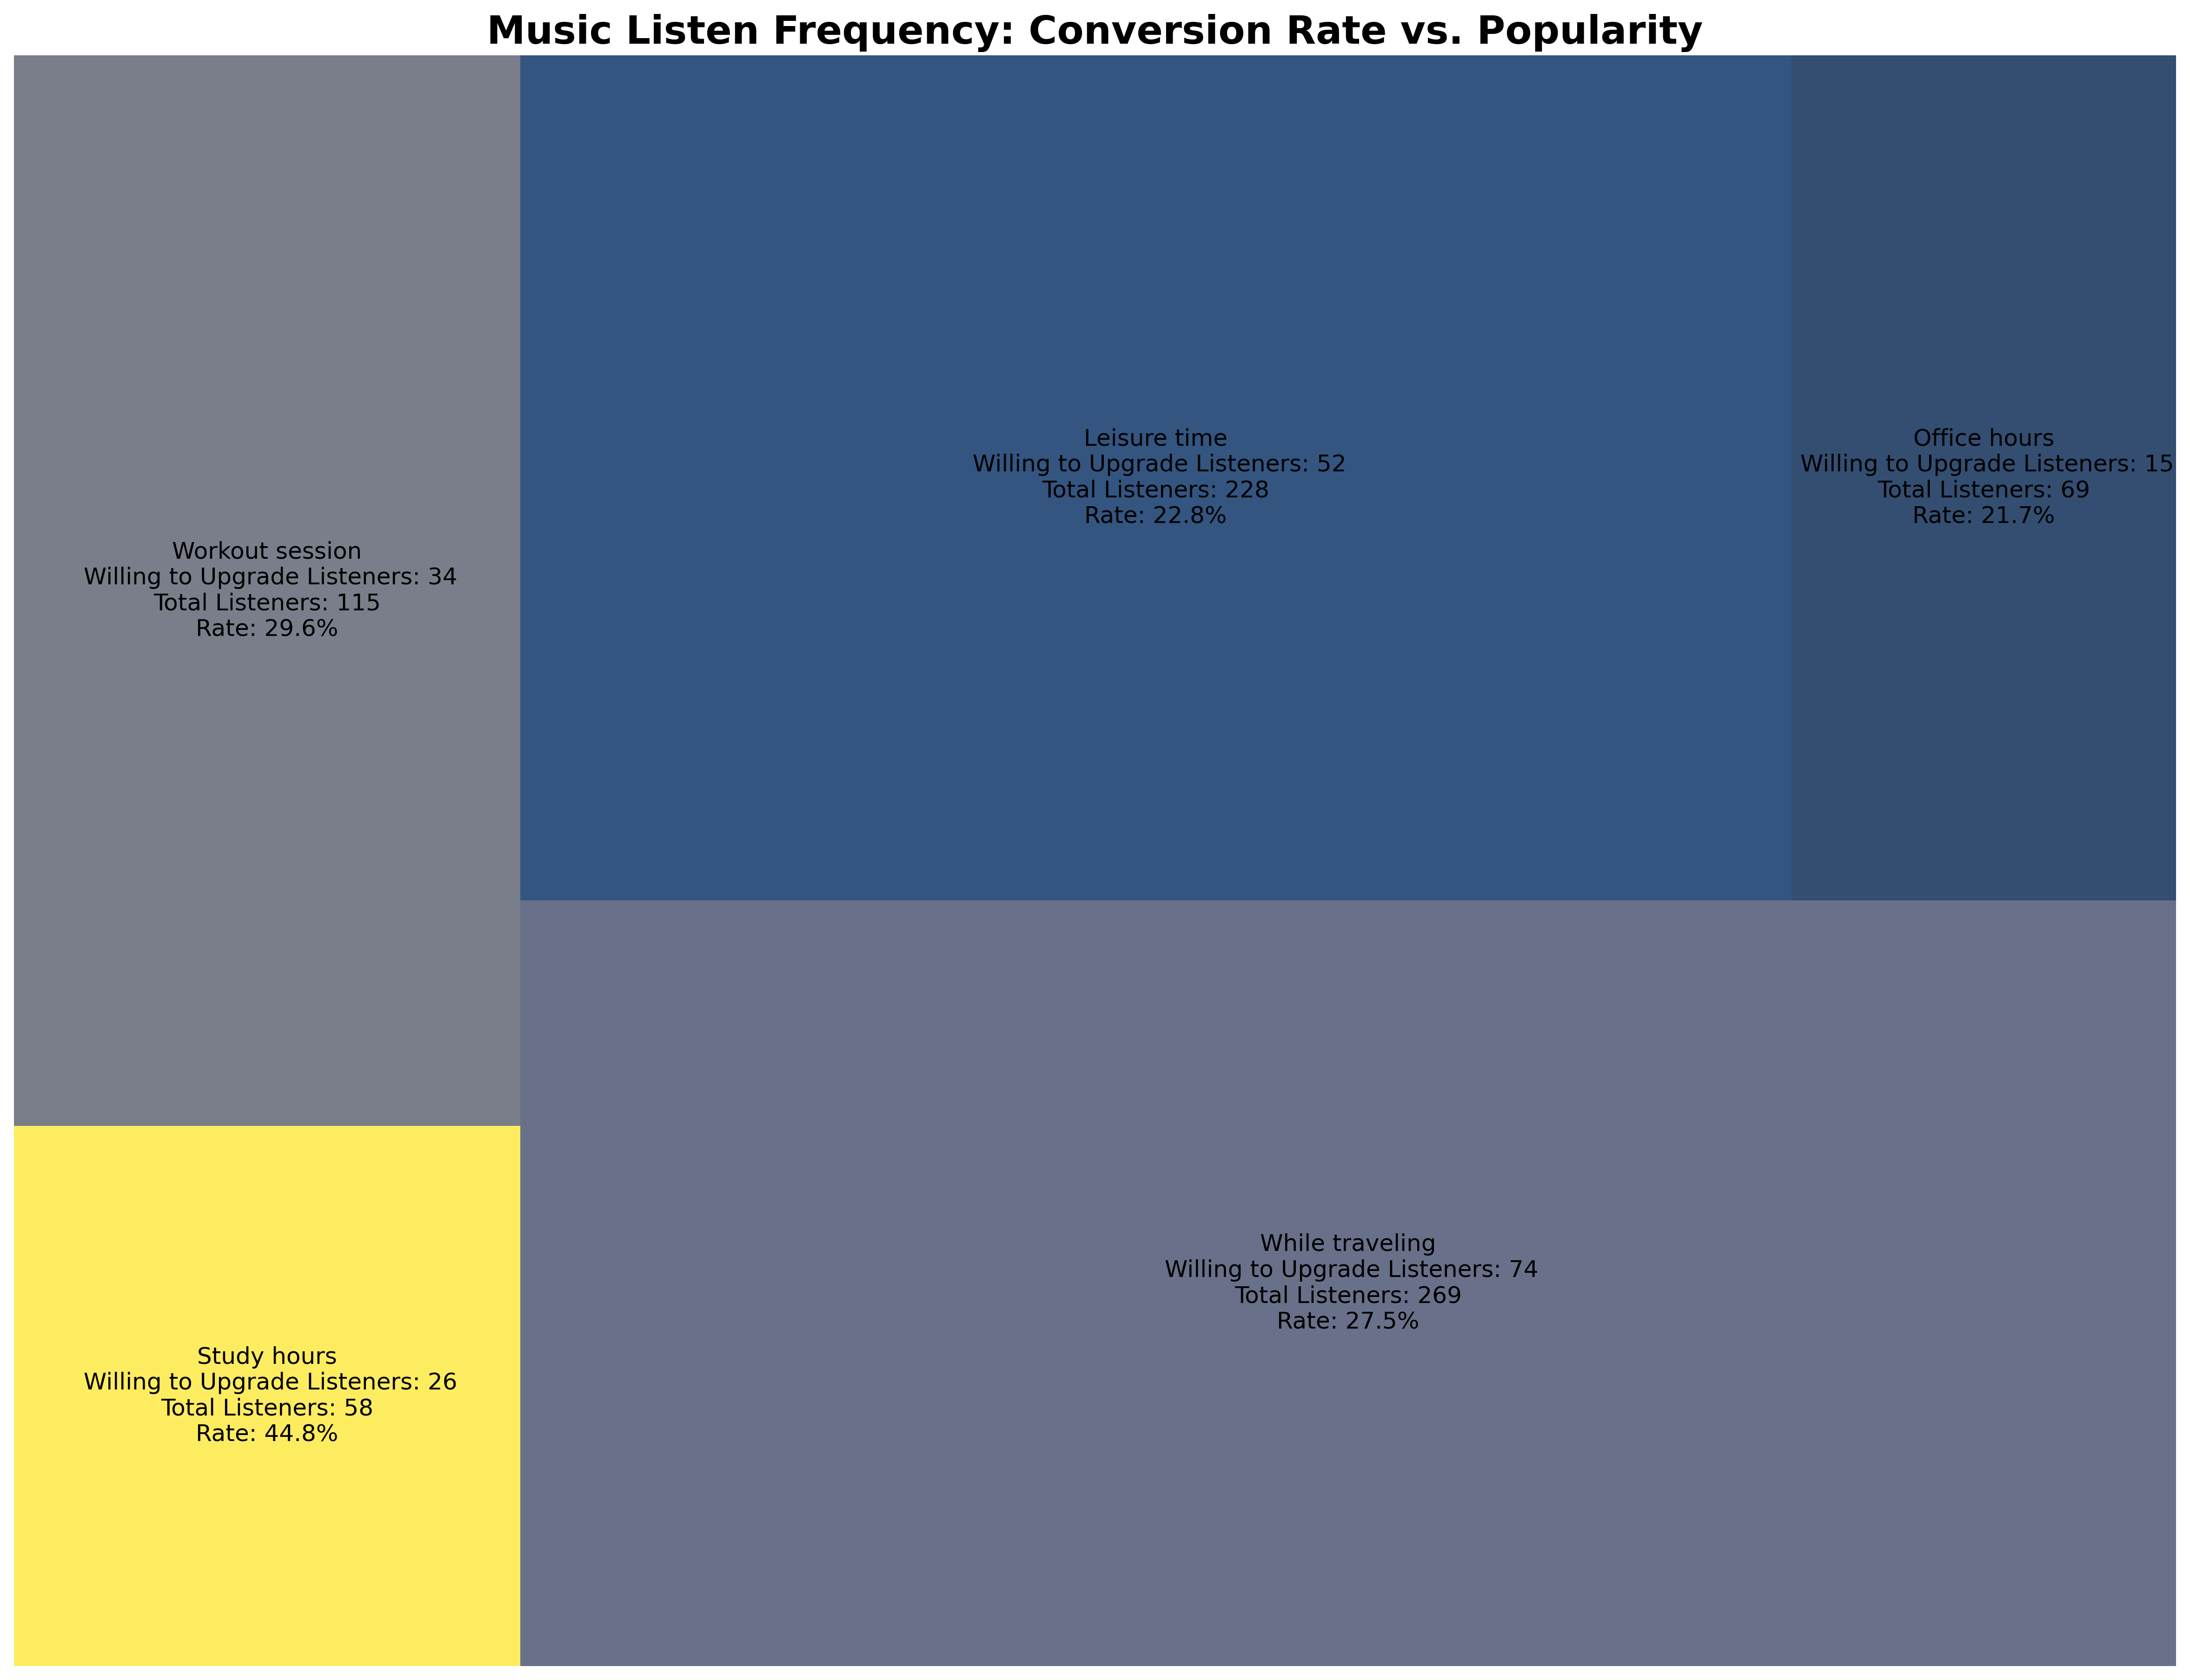 Music Listen Frequency: Conversion Rate vs. Popularity
Workout session
Willing to Upgrade Listeners: 34
Total Listeners: 115
Rate: 29.6%
Leisure time
Willing to Upgrade Listeners: 52
Total Listeners: 228
Rate: 22.8%
Office hours
Willing to Upgrade Listeners: 15
Total Listeners: 69
Rate: 21.7%
Study hours
Willing to Upgrade Listeners: 26
Total Listeners: 58
Rate: 44.8%
While traveling
Willing to Upgrade Listeners: 74
Total Listeners: 269
Rate: 27.5%